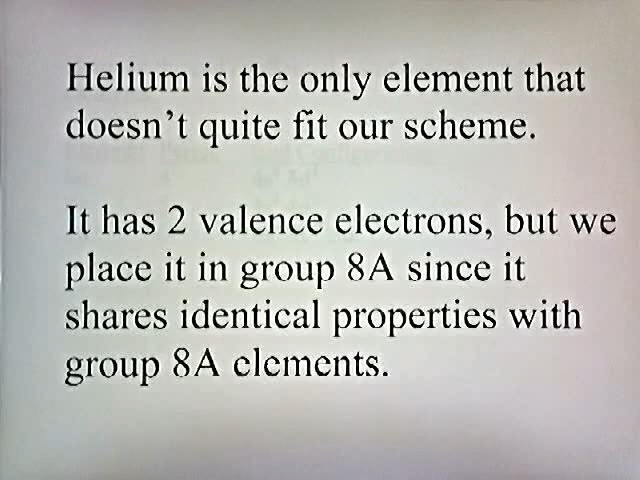 Helium is the only element that
doesn't quite fit our scheme.
It has 2 valence electrons, but we
place it in group 8A since it
shares identical properties with
group 8A elements.